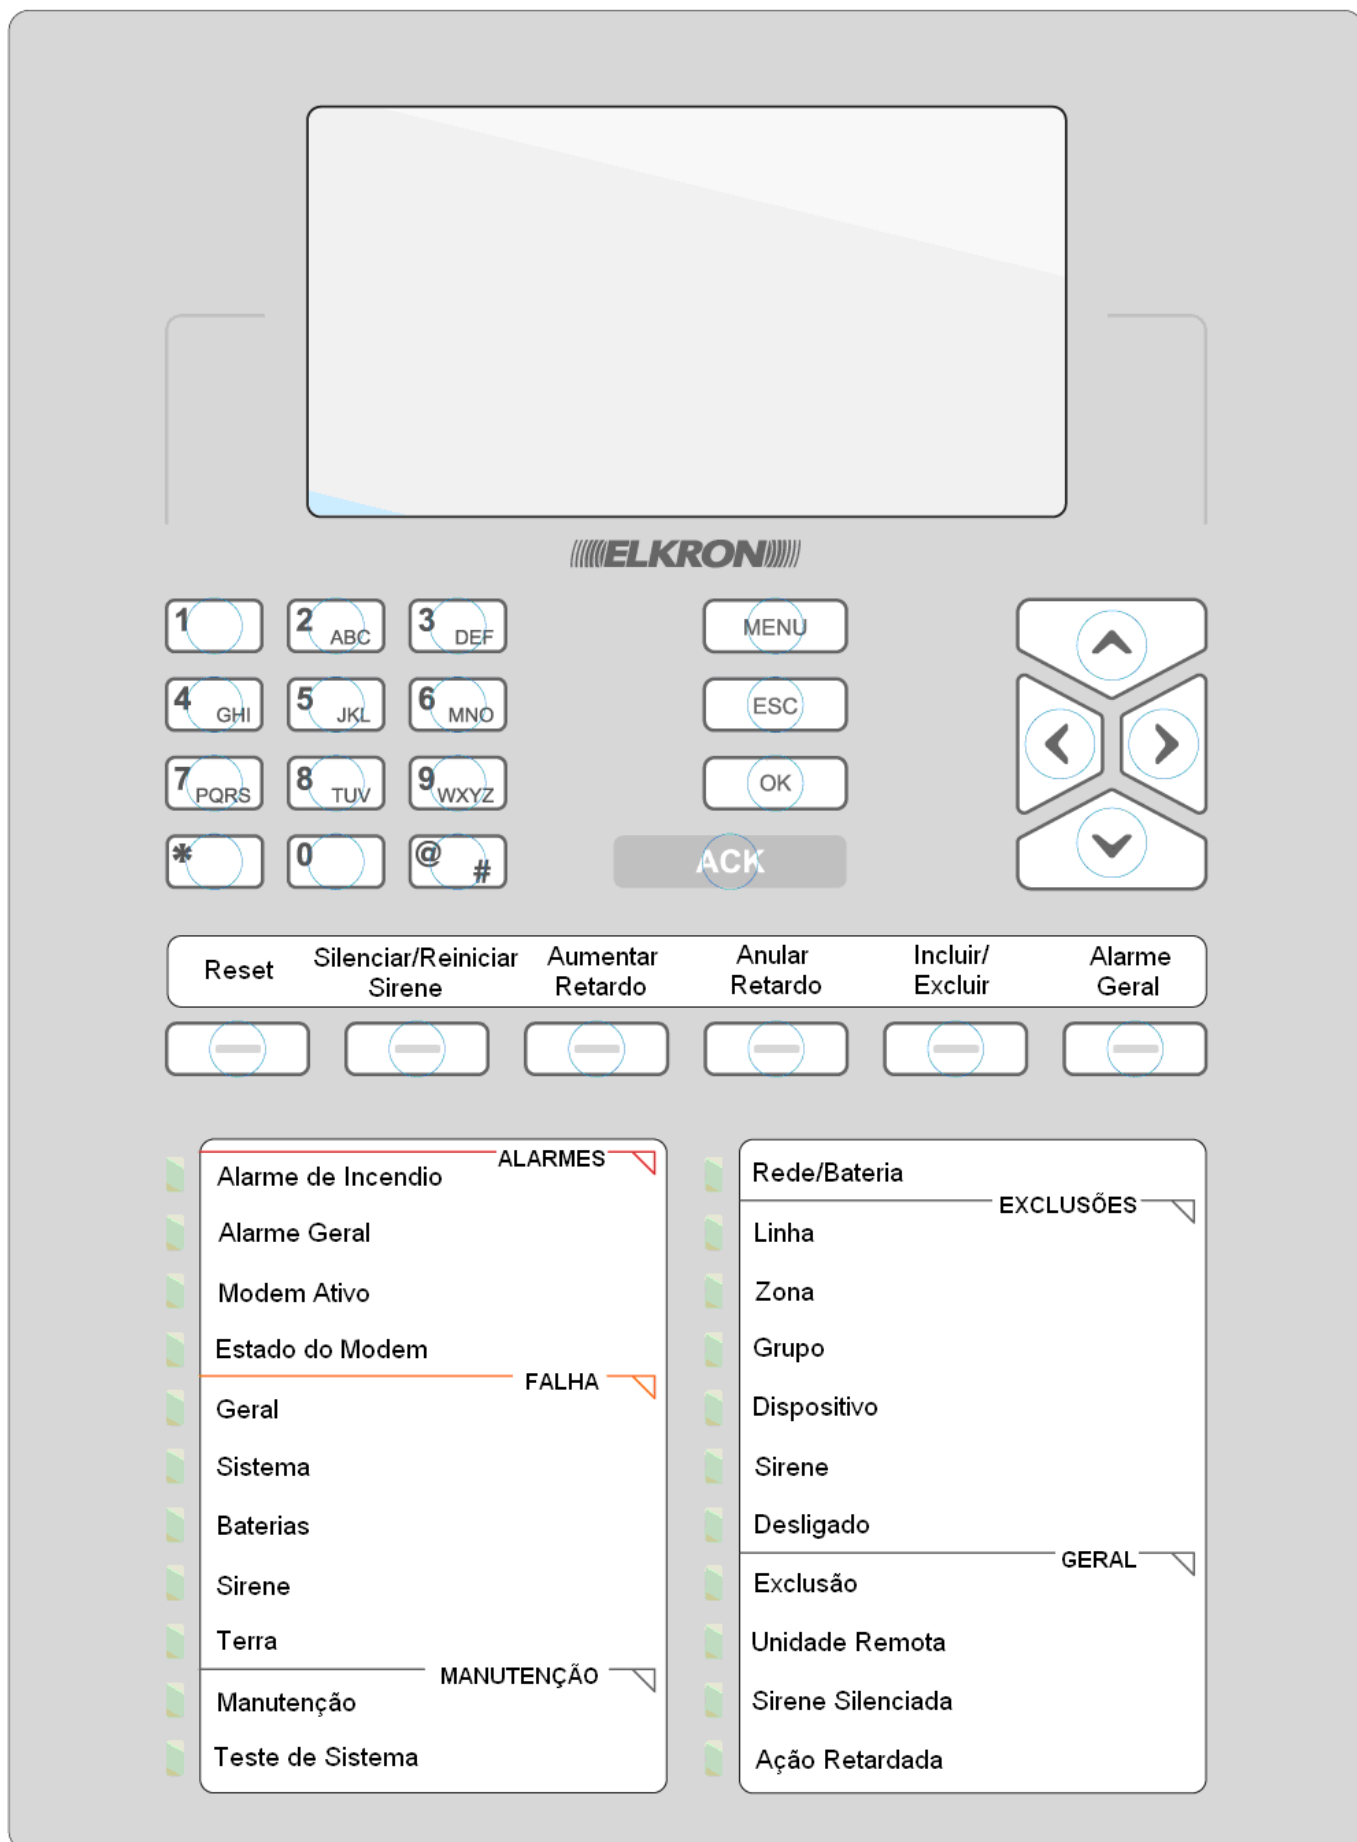 ELKRON
1
2 ABC
3 DEF
MENU
4 GHI
5 JKL
6 MNO
ESC
7 PQRS
8 TUV
9 WXYZ
OK
*
0
@ #
ACK
Reset
Silenciar/Reiniciar
Sirene
Aumentar
Retardo
Anular
Retardo
Incluir/
Excluir
Alarme
Geral
ALARMES
Alarme de Incendio
Alarme Geral
Modem Ativo
Estado do Modem
FALHA
Geral
Sistema
Baterias
Sirene
Terra
MANUTENÇÃO
Manutenção
Teste de Sistema
Rede/Bateria
EXCLUSÕES
Linha
Zona
Grupo
Dispositivo
Sirene
Desligado
GERAL
Exclusão
Unidade Remota
Sirene Silenciada
Ação Retardada